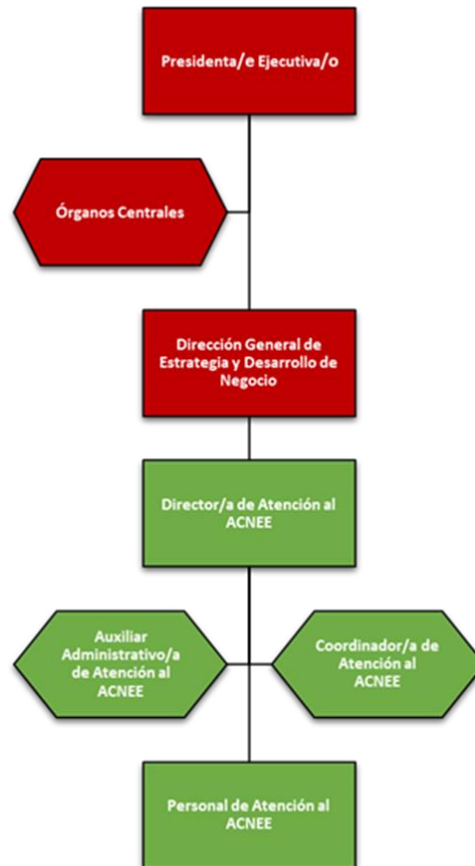 Presidenta/e Ejecutiva/o
Órganos Centrales
Dirección General de
Estrategia y Desarrollo de
Negocio
Director/a de Atención al
ACNEE
Auxiliar
Administrativo/a
de Atención al
ACNEE
Coordinador/a de
Atención al
ACNEE
Personal de Atención al
ACNEE